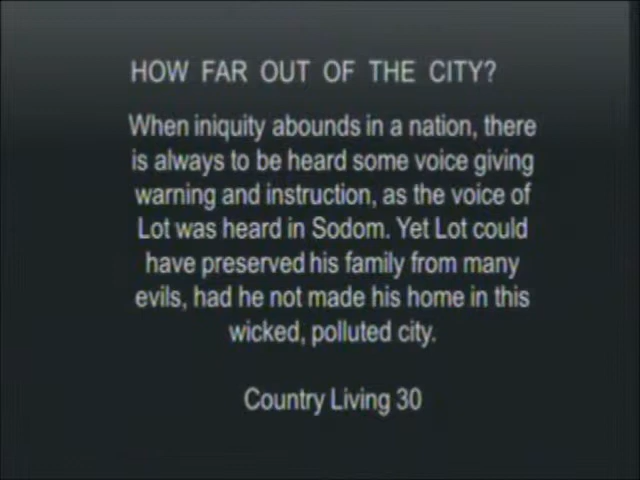 HOW FAR OUT OF THE CITY?
When iniquity abounds in a nation, there
is always to be heard some voice giving
warning and instruction, as the voice of
Lot was heard in Sodom. Yet Lot could
have preserved his family from many
evils, had he not made his home in this
wicked, polluted city.
Country Living 30